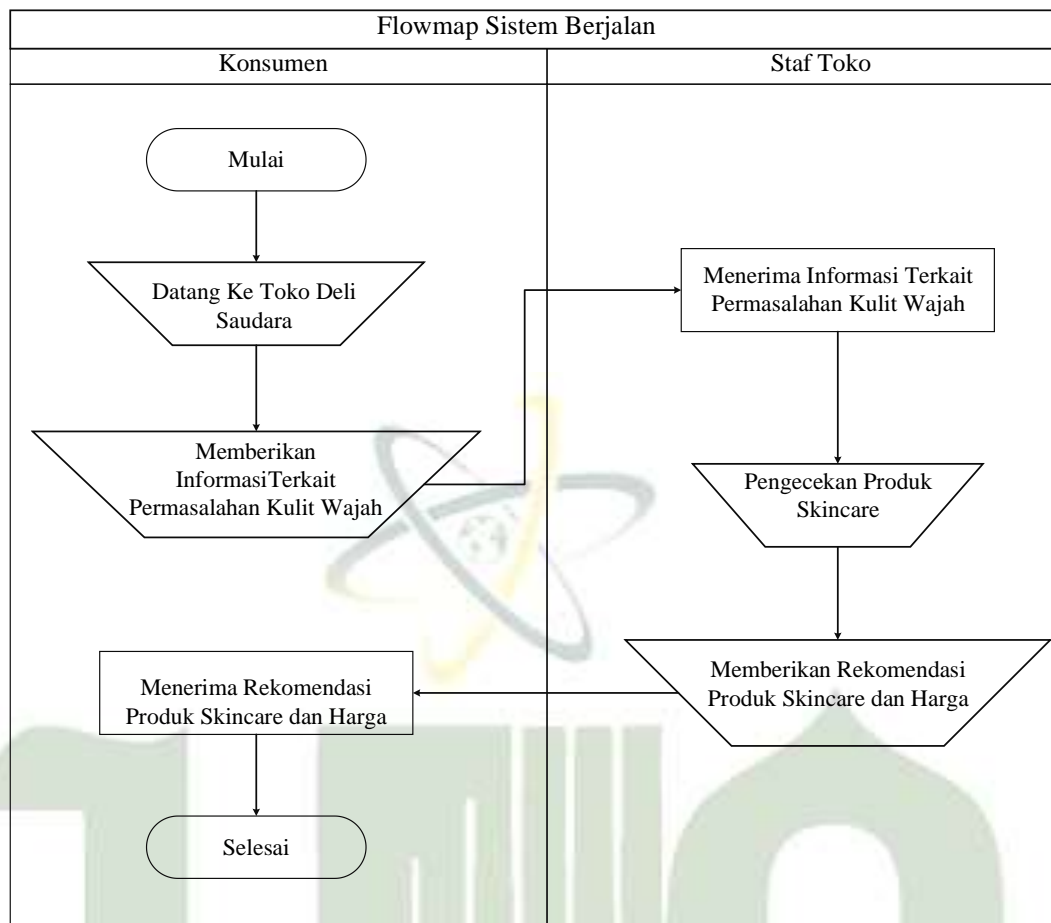 Flowmap Sistem Berjalan
Konsumen
Staf Toko
Mulai
Datang Ke Toko Deli
Saudara
Memberikan
InformasiTerkait
Permasalahan Kulit Wajah
Menerima Informasi Terkait
Permasalahan Kulit Wajah
Pengecekan Produk
Skincare
Memberikan Rekomendasi
Produk Skincare dan Harga
Menerima Rekomendasi
Produk Skincare dan Harga
Selesai